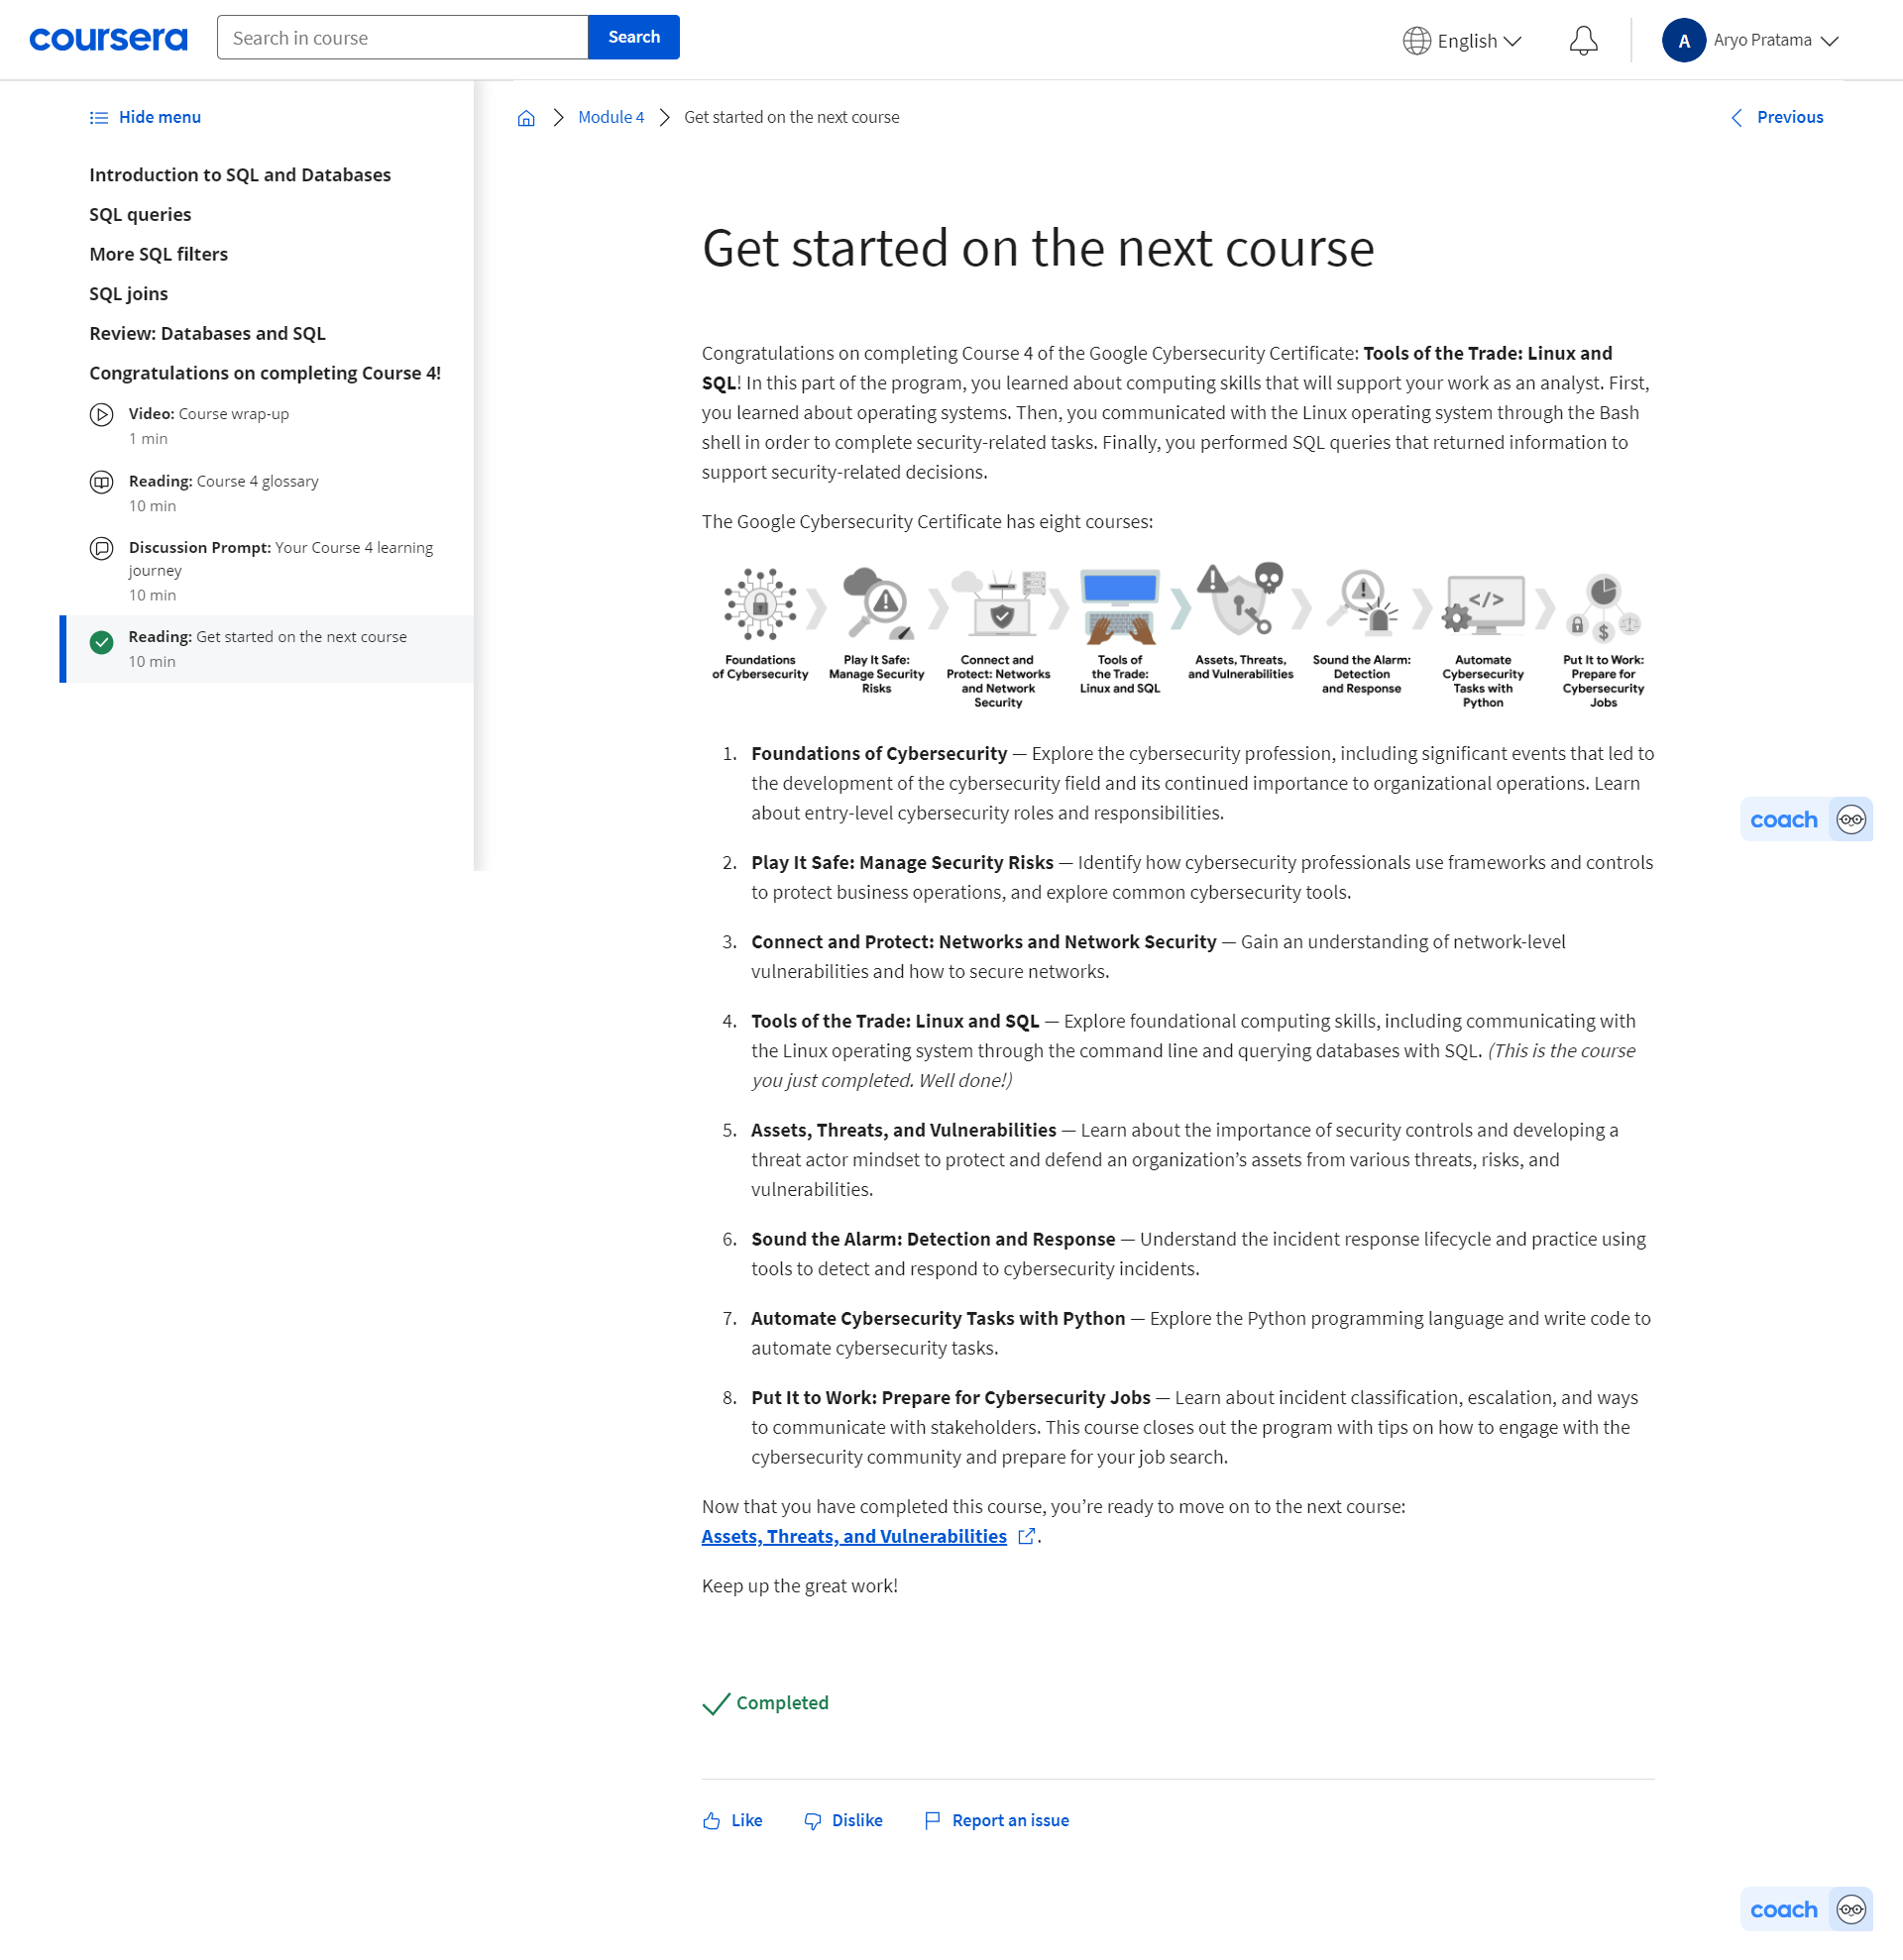 coursera
Search in course
Search
English
A
Aryo Pratama
Hide menu
Introduction to SQL and Databases
SQL queries
More SQL filters
SQL joins
Review: Databases and SQL
Congratulations on completing Course 4!
Video: Course wrap-up
1 min
Reading: Course 4 glossary
10 min
Discussion Prompt: Your Course 4 learning
journey
10 min
Reading: Get started on the next course
10 min
Module 4
Get started on the next course
Previous
Get started on the next course
Congratulations on completing Course 4 of the Google Cybersecurity Certificate: Tools of the Trade: Linux and
SQL! In this part of the program, you learned about computing skills that will support your work as an analyst. First,
you learned about operating systems. Then, you communicated with the Linux operating system through the Bash
shell in order to complete security-related tasks. Finally, you performed SQL queries that returned information to
support security-related decisions.
The Google Cybersecurity Certificate has eight courses:
</>
$
Foundations
of Cybersecurity
Play It Safe:
Manage Security
Risks
Connect and
Protect: Networks
and Network
Security
Tools of
the Trade:
Linux and SQL
Assets, Threats,
and Vulnerabilities
Sound the Alarm:
Detection
and Response
Automate
Cybersecurity
Tasks with
Python
Put It to Work:
Prepare for
Cybersecurity
Jobs
1. Foundations of Cybersecurity — Explore the cybersecurity profession, including significant events that led to
the development of the cybersecurity field and its continued importance to organizational operations. Learn
about entry-level cybersecurity roles and responsibilities.
2. Play It Safe: Manage Security Risks — Identify how cybersecurity professionals use frameworks and controls
to protect business operations, and explore common cybersecurity tools.
3. Connect and Protect: Networks and Network Security — Gain an understanding of network-level
vulnerabilities and how to secure networks.
4. Tools of the Trade: Linux and SQL — Explore foundational computing skills, including communicating with
the Linux operating system through the command line and querying databases with SQL. (This is the course
you just completed. Well done!)
5. Assets, Threats, and Vulnerabilities — Learn about the importance of security controls and developing a
threat actor mindset to protect and defend an organization’s assets from various threats, risks, and
vulnerabilities.
6. Sound the Alarm: Detection and Response — Understand the incident response lifecycle and practice using
tools to detect and respond to cybersecurity incidents.
7. Automate Cybersecurity Tasks with Python — Explore the Python programming language and write code to
automate cybersecurity tasks.
8. Put It to Work: Prepare for Cybersecurity Jobs — Learn about incident classification, escalation, and ways
to communicate with stakeholders. This course closes out the program with tips on how to engage with the
cybersecurity community and prepare for your job search.
Now that you have completed this course, you’re ready to move on to the next course:
Assets, Threats, and Vulnerabilities .
Keep up the great work!
Completed
Like
Dislike
Report an issue
coach
coach